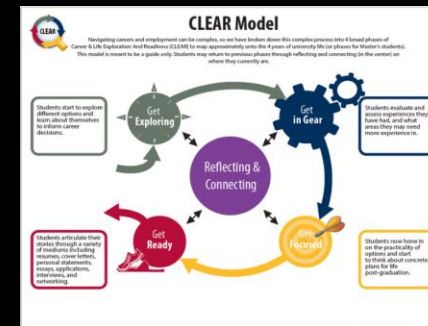 CLEAR Model
CLEAR
Navigating careers and employment can be complex, so we have broken down this complex process into 4 broad phases of
Career & Life Exploration And Readiness (CLEAR) to map approximately onto the 4 years of university life (or phases for Master's students).
This model is meant to be a guide only. Students may return to previous phases through reflecting and connecting (in the center) on
where they currently are.
Students start to explore
different options and
learn about themselves
to inform career
decisions.
Get
Exploring
Get
in Gear
Students evaluate and
assess experiences they
have had, and what
areas they may need
more experience in.
Reflecting &
Connecting
Students articulate their
stories through a variety
of mediums including
resumes, cover letters,
personal statements,
essays, applications,
interviews, and
networking.
Get
Ready
Get
Focused
Students now hone in
on the practicality of
options and start
to think about concrete
plans for life
post-graduation.